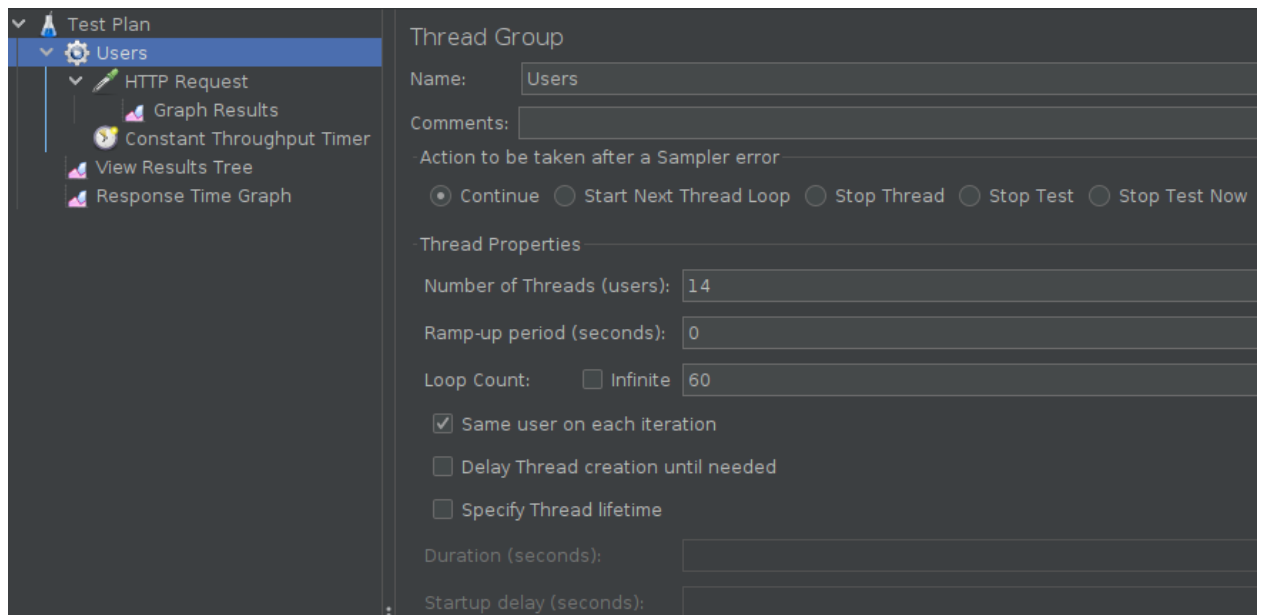 Test Plan
Users
HTTP Request
Graph Results
Constant Throughput Timer
View Results Tree
Response Time Graph
Thread Group
Name: Users
Comments:
Action to be taken after a Sampler error
Continue Start Next Thread Loop Stop Thread Stop Test Stop Test Now
Thread Properties
Number of Threads (users): 14
Ramp-up period (seconds): 0
Loop Count: Infinite 60
Same user on each iteration
Delay Thread creation until needed
Specify Thread lifetime
Duration (seconds):
Startup delay (seconds):